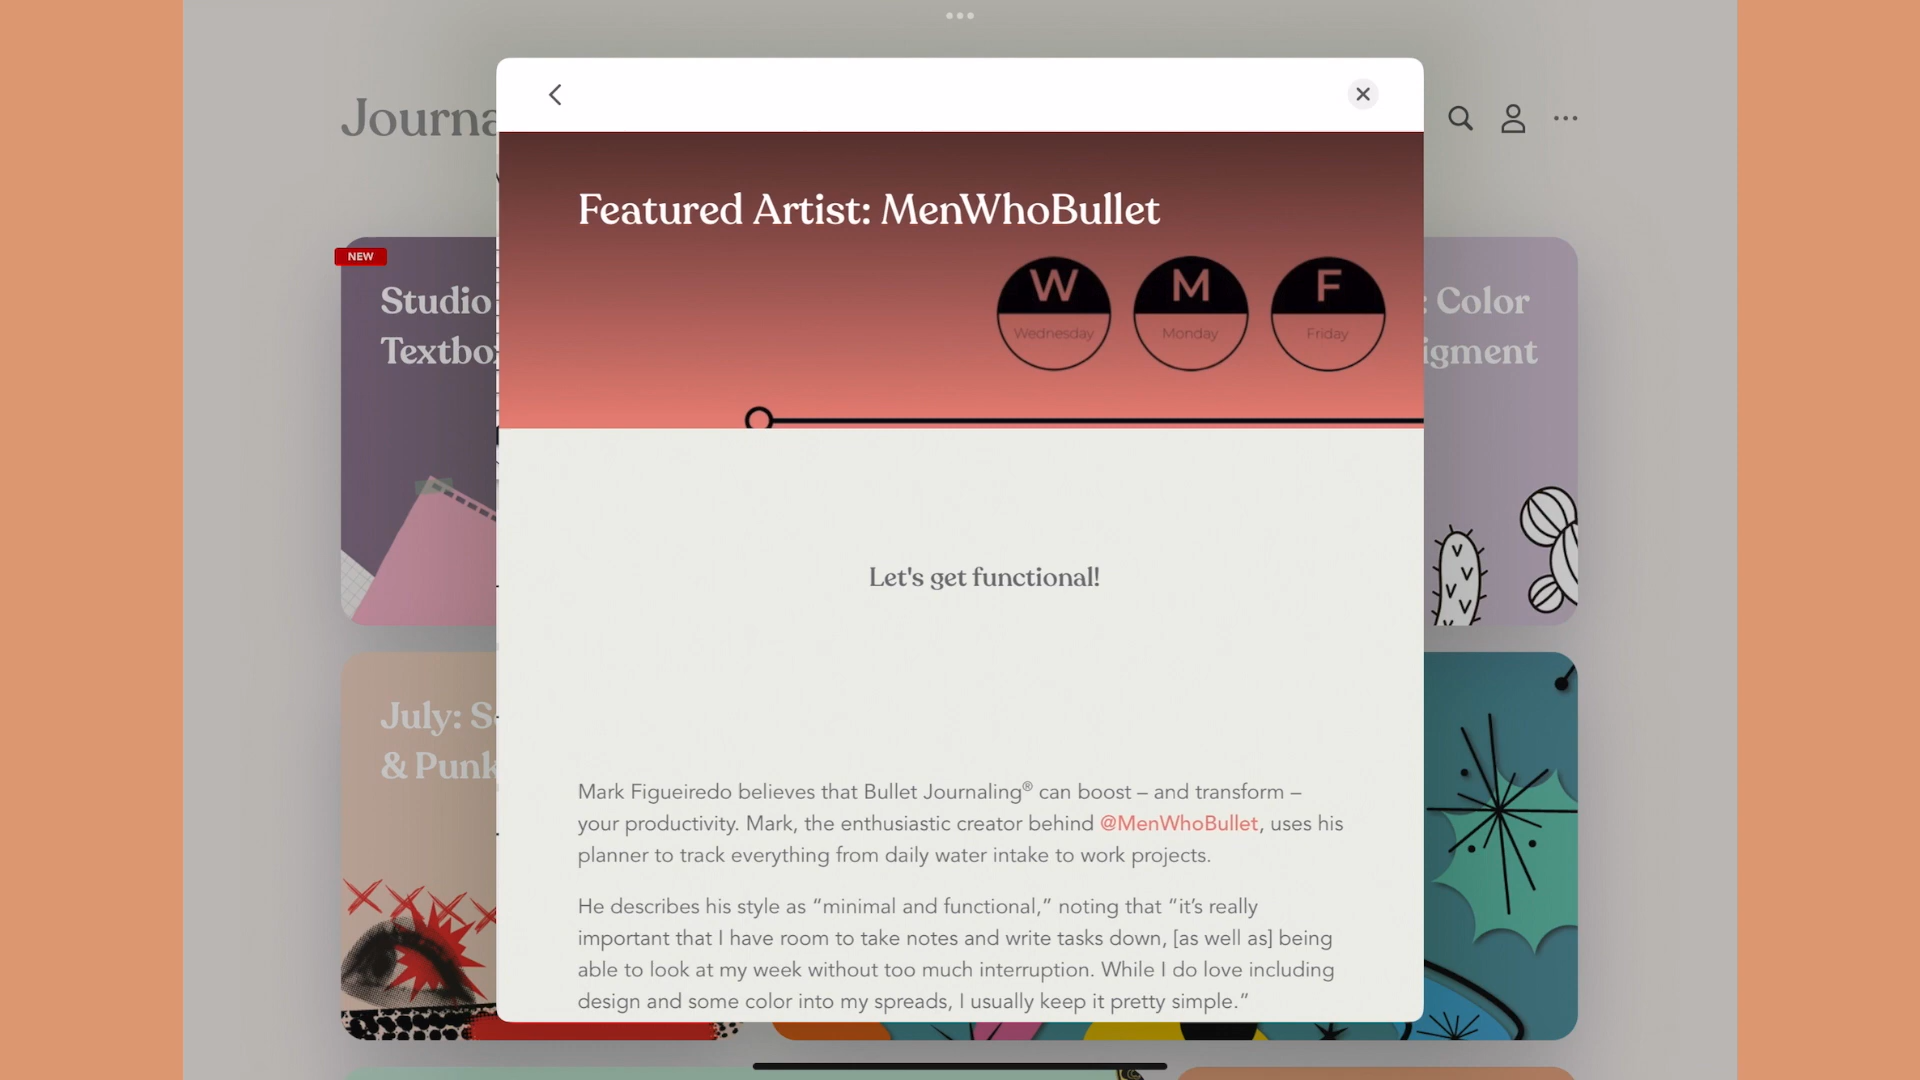 Journa
Featured Artist: MenWhoBullet
W M F
Wednesday Monday Friday
NEW
Studio
Textbo
: Color
igment
Let's get functional!
July: S
& Punk
Mark Figueiredo believes that Bullet Journaling® can boost – and transform –
your productivity. Mark, the enthusiastic creator behind @MenWhoBullet, uses his
planner to track everything from daily water intake to work projects.
He describes his style as “minimal and functional,” noting that “it’s really
important that I have room to take notes and write tasks down, [as well as] being
able to look at my week without too much interruption. While I do love including
design and some color into my spreads, I usually keep it pretty simple.”